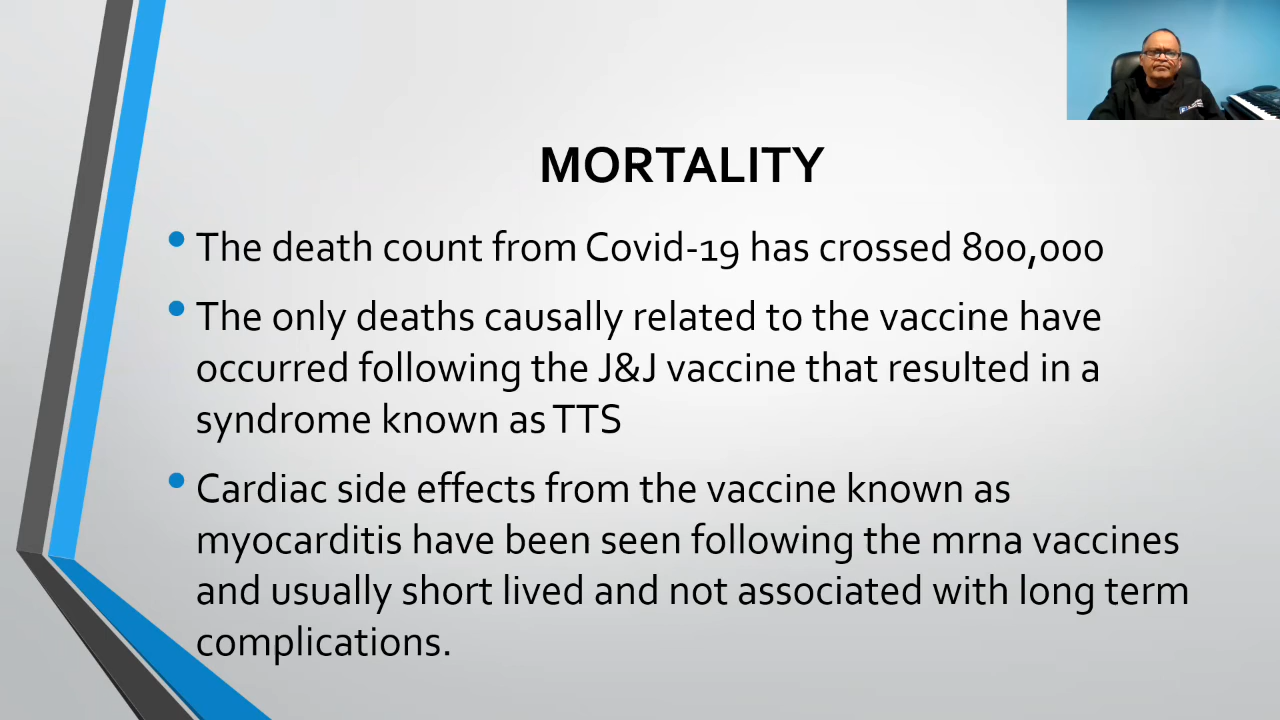 MORTALITY
• The death count from Covid-19 has crossed 800,000
• The only deaths causally related to the vaccine have
occurred following the J&J vaccine that resulted in a
syndrome known as TTS
• Cardiac side effects from the vaccine known as
myocarditis have been seen following the mrna vaccines
and usually short lived and not associated with long term
complications.